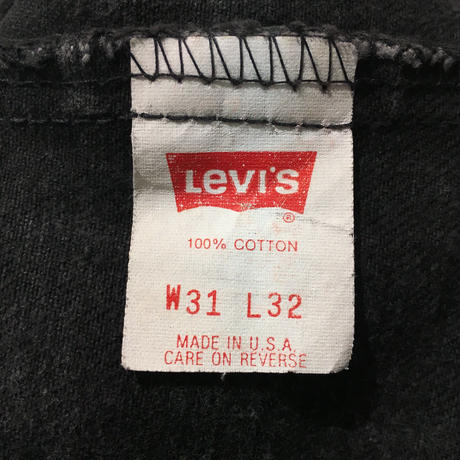 Levi's
®
100% COTTON
W31 L32
MADE IN U.S.A.
CARE ON REVERSE